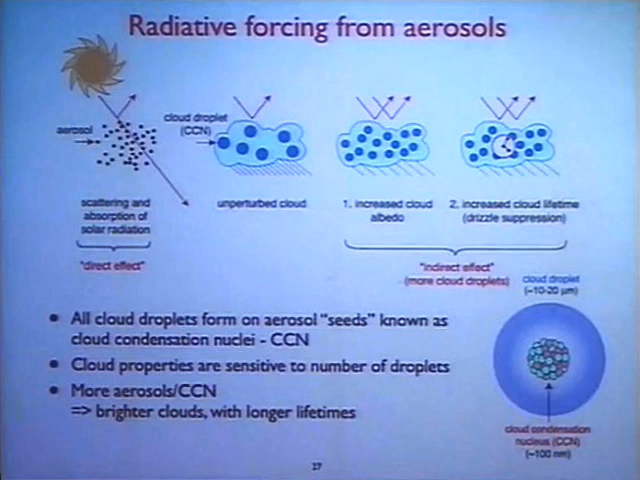 Radiative forcing from aerosols
aerosol
cloud droplet
(CCN)
scattering and
absorption of
solar radiation
unperturbed cloud
1. increased cloud
albedo
2. increased cloud lifetime
(drizzle suppression)
"direct effect"
"indirect effect"
(more cloud droplets)
cloud droplet
(~10-20 µm)
• All cloud droplets form on aerosol "seeds" known as
cloud condensation nuclei - CCN
• Cloud properties are sensitive to number of droplets
• More aerosols/CCN
=> brighter clouds, with longer lifetimes
cloud condensation
nucleus (CCN)
(~100 nm)
27